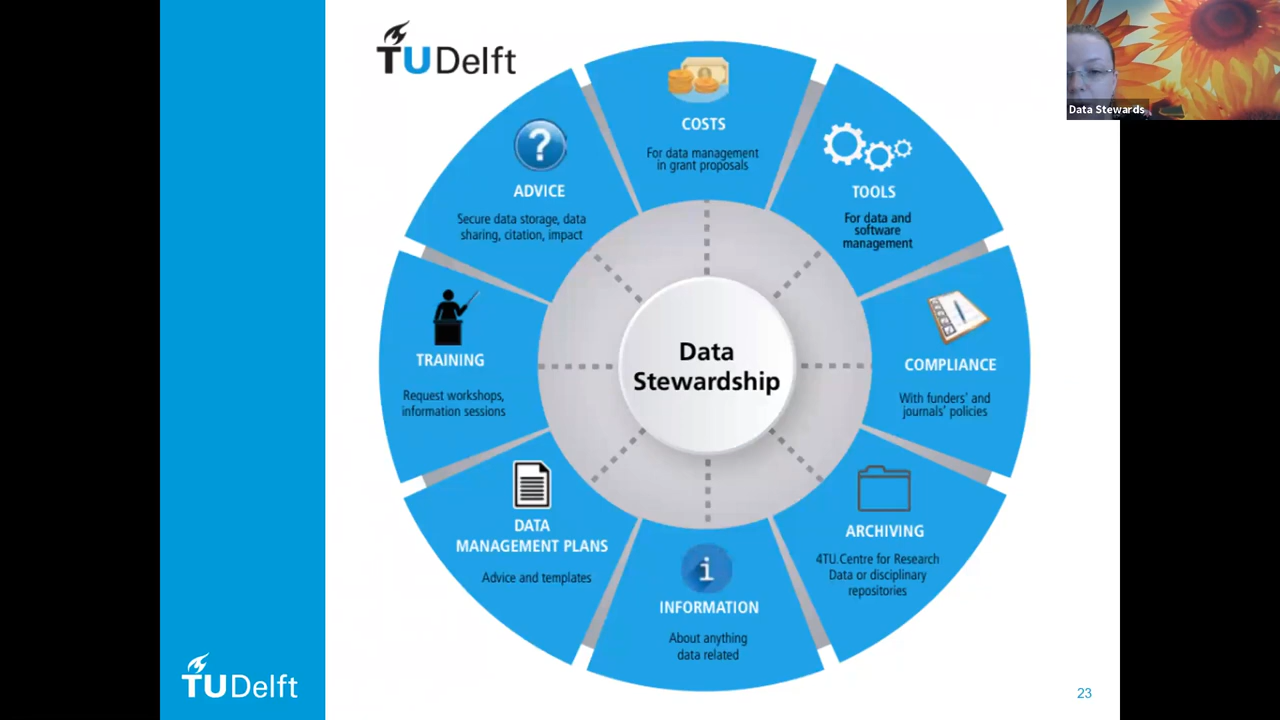 TUDelft
COSTS
For data management
in grant proposals
TOOLS
For data and
software
management
COMPLIANCE
With funders' and
journals' policies
ARCHIVING
4TU.Centre for Research
Data or disciplinary
repositories
INFORMATION
About anything
data related
DATA
MANAGEMENT PLANS
Advice and templates
TRAINING
Request workshops,
information sessions
ADVICE
Secure data storage, data
sharing, citation, impact
Data
Stewardship
Data Stewards
TUDelft
23